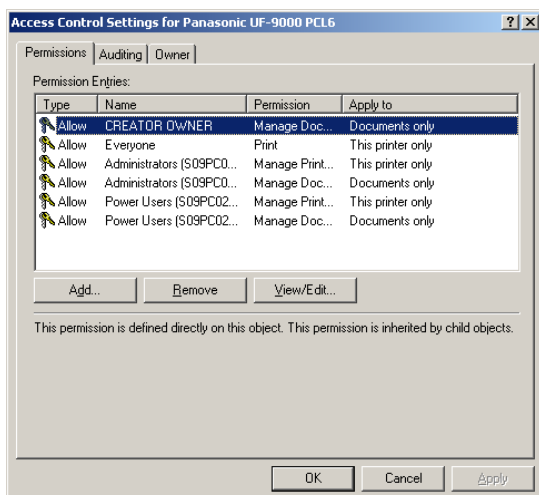 Access Control Settings for Panasonic UF-9000 PCL6
Permissions Auditing Owner
Permission Entries:
Type Name Permission Apply to
Allow CREATOR OWNER Manage Doc... Documents only
Allow Everyone Print This printer only
Allow Administrators (S09PC0... Manage Print... This printer only
Allow Administrators (S09PC0... Manage Doc... Documents only
Allow Power Users (S09PC02... Manage Print... This printer only
Allow Power Users (S09PC02... Manage Doc... Documents only
Add... Remove View/Edit...
This permission is defined directly on this object. This permission is inherited by child objects.
OK Cancel Apply